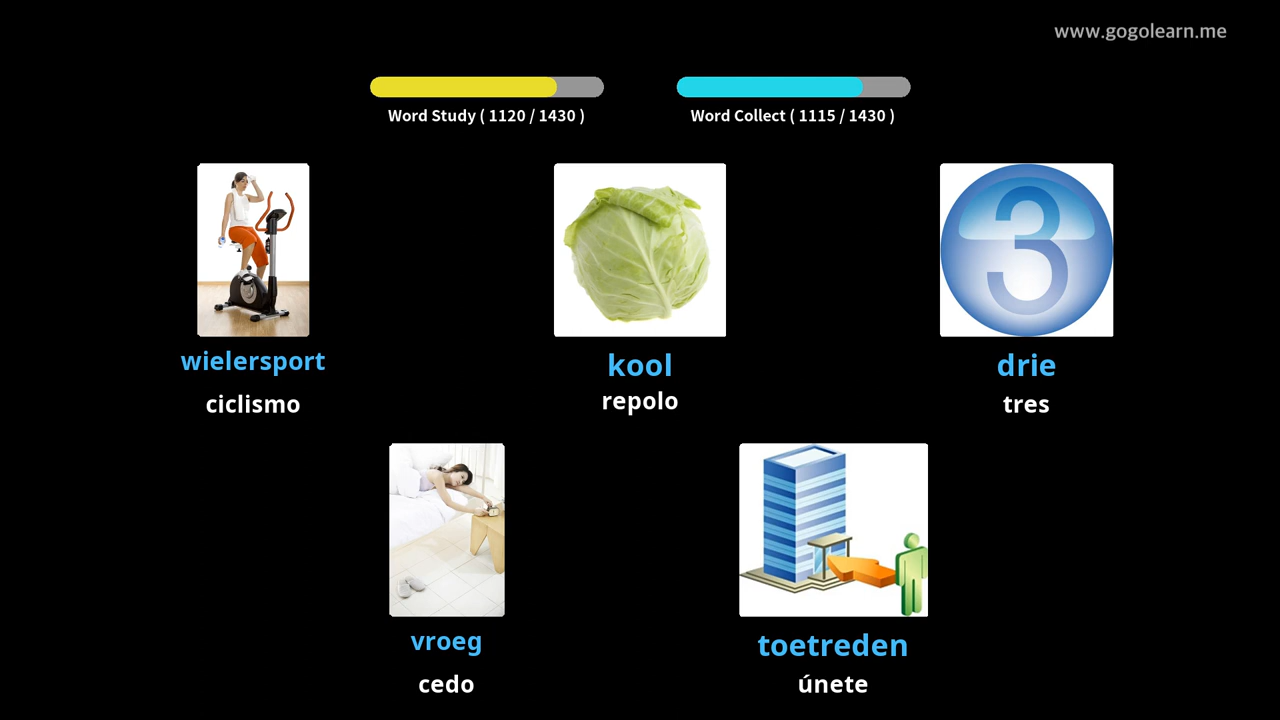 www.gogolearn.me
Word Study ( 1120 / 1430 )
Word Collect ( 1115 / 1430 )
3
wielersport
kool
drie
ciclismo
repolo
tres
vroeg
toetreden
cedo
únete